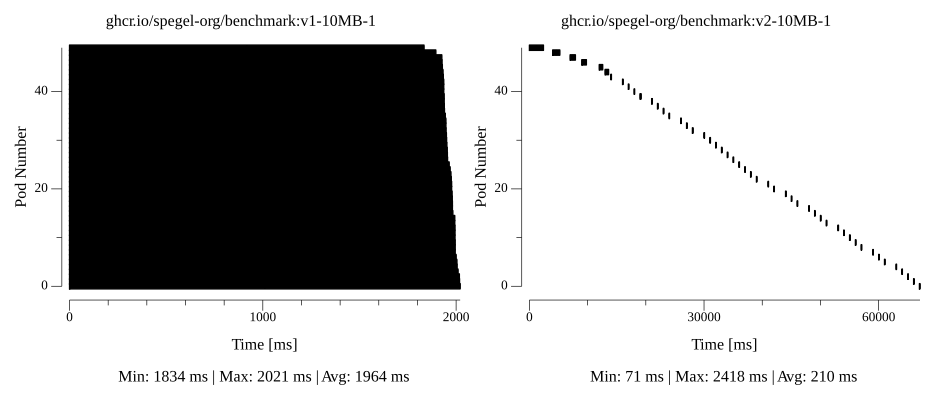 ghcr.io/spegel-org/benchmark:v1-10MB-1
Pod Number
40
20
0
0
1000
2000
Time [ms]
Min: 1834 ms | Max: 2021 ms | Avg: 1964 ms
ghcr.io/spegel-org/benchmark:v2-10MB-1
Pod Number
40
20
0
0
30000
60000
Time [ms]
Min: 71 ms | Max: 2418 ms | Avg: 210 ms